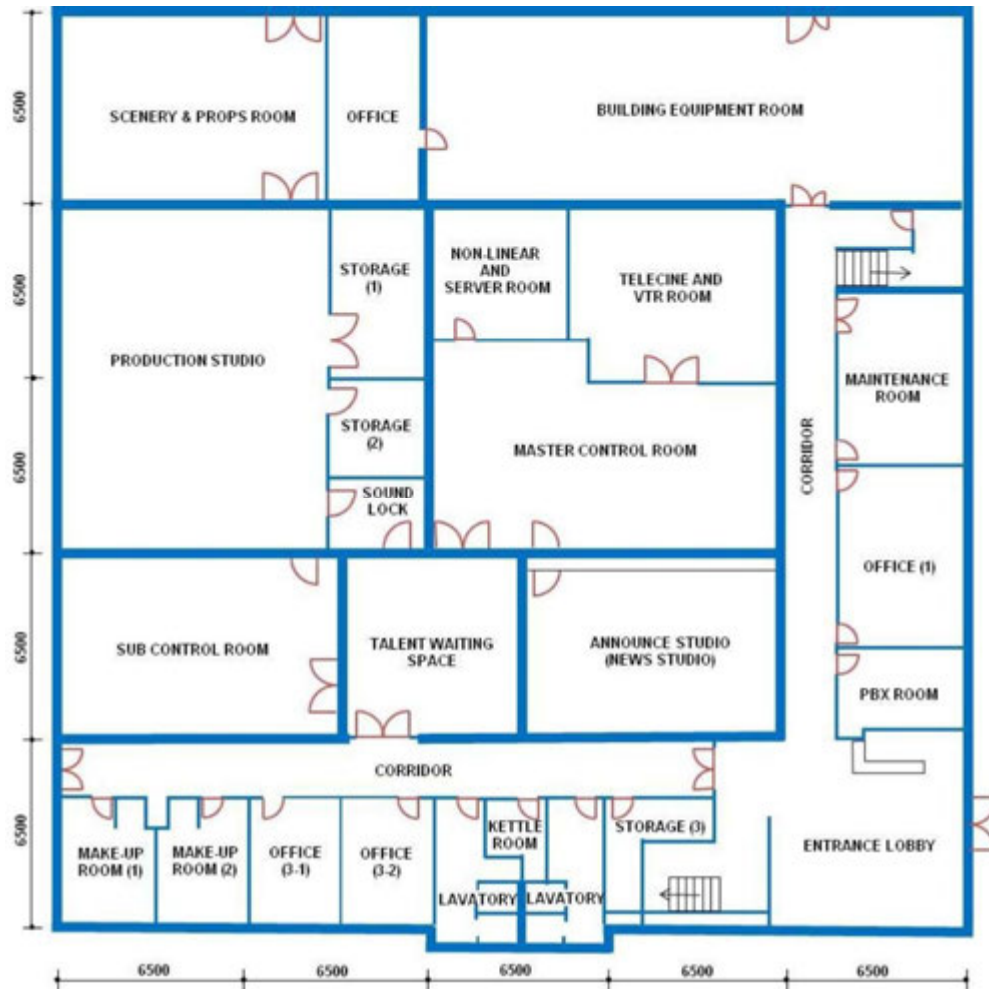 SCENERY & PROPS ROOM
OFFICE
BUILDING EQUIPMENT ROOM
6500
STORAGE
(1)
NON-LINEAR
AND
SERVER ROOM
TELECINE AND
VTR ROOM
6500
PRODUCTION STUDIO
MAINTENANCE
ROOM
STORAGE
(2)
MASTER CONTROL ROOM
CORRIDOR
6500
SOUND
LOCK
OFFICE (1)
SUB CONTROL ROOM
TALENT WAITING
SPACE
ANNOUNCE STUDIO
(NEWS STUDIO)
6500
PBX ROOM
CORRIDOR
MAKE-UP
ROOM (1)
MAKE-UP
ROOM (2)
OFFICE
(3-1)
OFFICE
(3-2)
KETTLE
ROOM
STORAGE (3)
ENTRANCE LOBBY
6500
LAVATORY
LAVATORY
6500
6500
6500
6500
6500